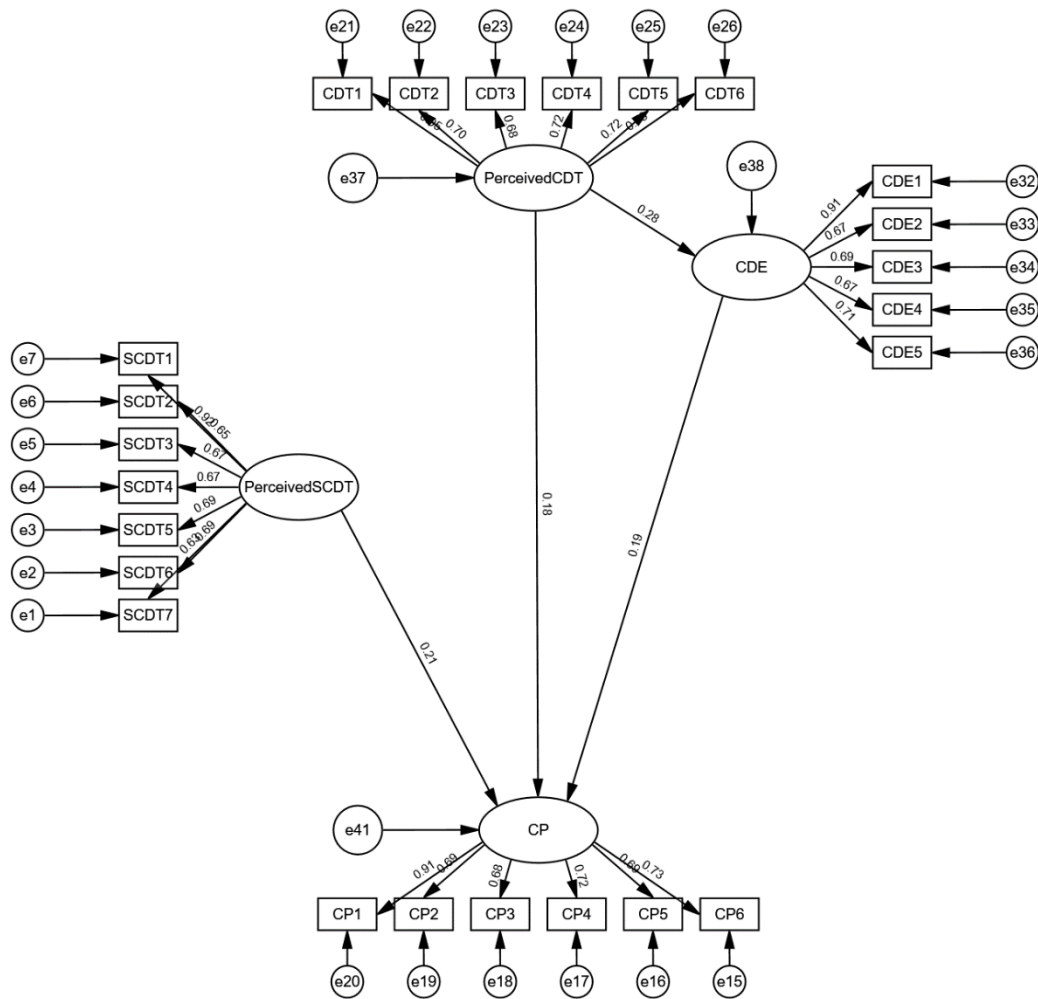 e21 e22 e23 e24 e25 e26
CDT1 CDT2 CDT3 CDT4 CDT5 CDT6
0.70 0.68 0.72 0.72
e37 PerceivedCDT e38
0.28
CDE
0.91 0.67 0.69 0.67 0.71
CDE1 e32
CDE2 e33
CDE3 e34
CDE4 e35
CDE5 e36
e7 SCDT1
e6 SCDT2
e5 SCDT3
e4 SCDT4
e3 SCDT5
e2 SCDT6
e1 SCDT7
0.92 0.65 0.67 0.67 0.69 0.63 0.69
PerceivedSCDT
0.18
0.19
0.21
e41 CP
0.91 0.69 0.68 0.72 0.69 0.73
CP1 CP2 CP3 CP4 CP5 CP6
e20 e19 e18 e17 e16 e15